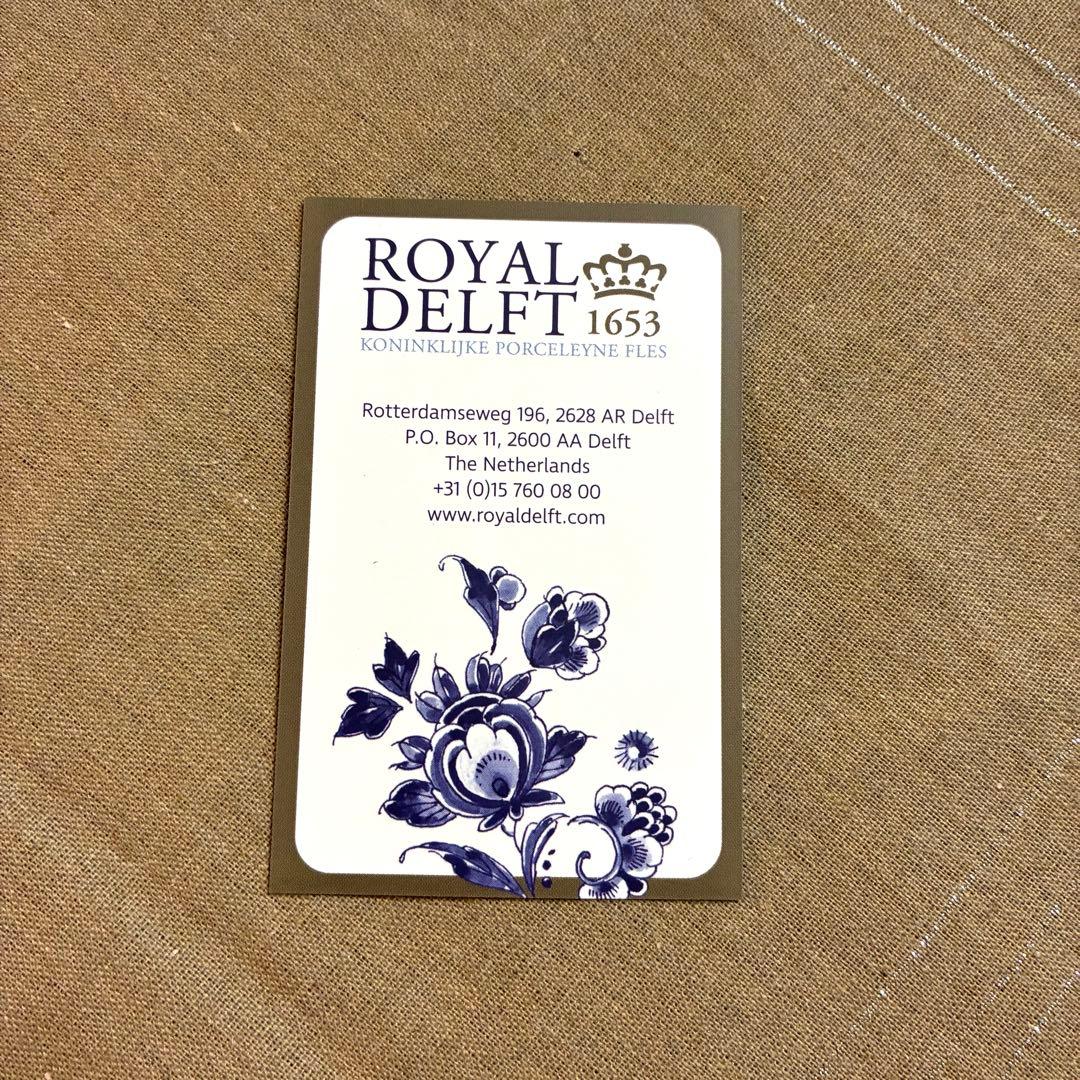 ROYAL
DELFT
1653
KONINKLIJKE PORCELEYNE FLES
Rotterdamseweg 196, 2628 AR Delft
P.O. Box 11, 2600 AA Delft
The Netherlands
+31 (0)15 760 08 00
www.royaldelft.com